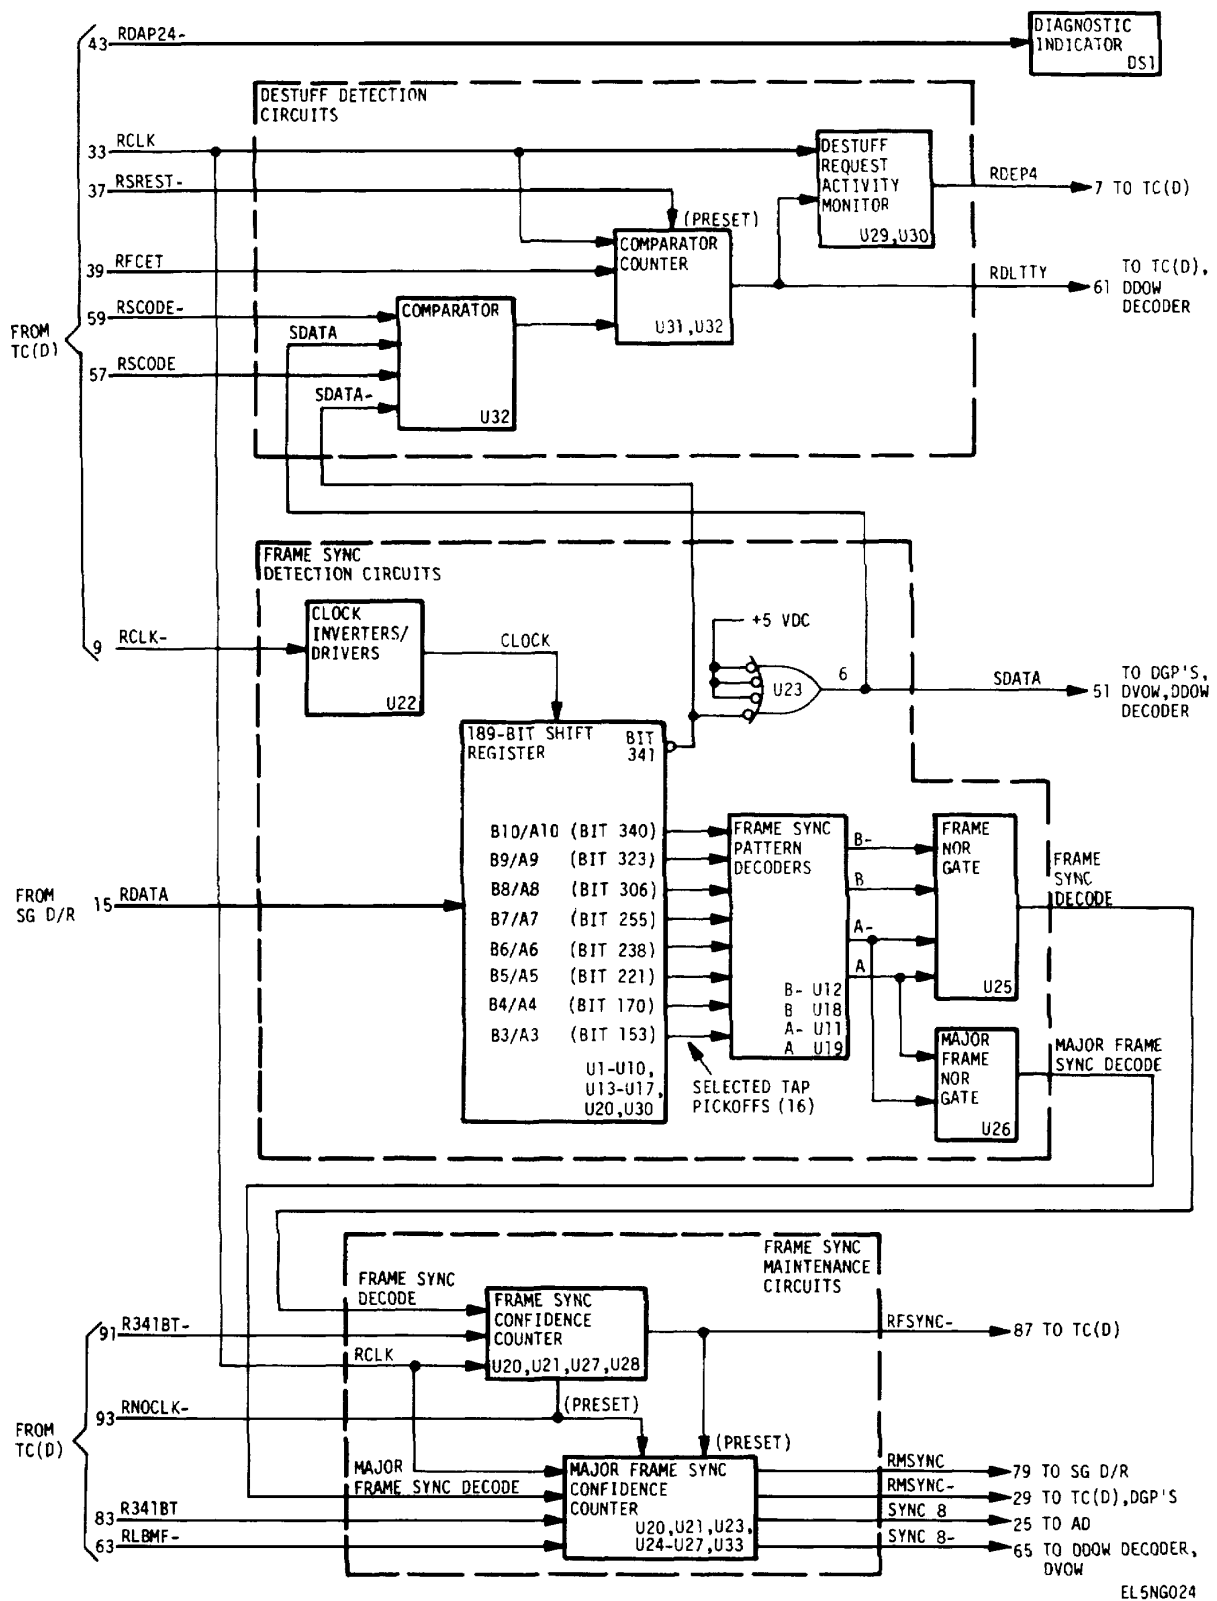 43 RDAP24-
DIAGNOSTIC
INDICATOR
DS1
DESTUFF DETECTION
CIRCUITS
33 RCLK
37 RSREST-
39 RFCET
59 RSCODE-
57 RSCODE
FROM
TC(D)
SDATA
SDATA-
COMPARATOR
U32
(PRESET)
COMPARATOR
COUNTER
U31,U32
DESTUFF
REQUEST
ACTIVITY
MONITOR
U29,U30
RDEP4
7 TO TC(D)
RDLTTY
61
TO TC(D),
DDOW
DECODER
FRAME SYNC
DETECTION CIRCUITS
9 RCLK-
CLOCK
INVERTERS/
DRIVERS
U22
CLOCK
+5 VDC
U23
6
SDATA
51
TO DGP'S,
DVOW,DDOW
DECODER
189-BIT SHIFT
REGISTER
BIT
341
B10/A10 (BIT 340)
B9/A9 (BIT 323)
B8/A8 (BIT 306)
B7/A7 (BIT 255)
B6/A6 (BIT 238)
B5/A5 (BIT 221)
B4/A4 (BIT 170)
B3/A3 (BIT 153)
U1-U10,
U13-U17,
U20,U30
FROM
SG D/R
15 RDATA
FRAME SYNC
PATTERN
DECODERS
B- U12
B U18
A- U11
A U19
SELECTED TAP
PICKOFFS (16)
B-
B
A-
A
FRAME
NOR
GATE
U25
FRAME
SYNC
DECODE
MAJOR
FRAME
NOR
GATE
U26
MAJOR FRAME
SYNC DECODE
FRAME SYNC
MAINTENANCE
CIRCUITS
FRAME SYNC
DECODE
FRAME SYNC
CONFIDENCE
COUNTER
U20,U21,U27,U28
91 R341BT-
RCLK
93 RNOCLK-
FROM
TC(D)
(PRESET)
(PRESET)
RFSYNC-
87 TO TC(D)
MAJOR
FRAME SYNC DECODE
83 R341BT
63 RLBMF-
MAJOR FRAME SYNC
CONFIDENCE
COUNTER
U20,U21,U23,
U24-U27,U33
RMSYNC
79 TO SG D/R
RMSYNC-
29 TO TC(D),DGP'S
SYNC 8
25 TO AD
SYNC 8-
65 TO DDOW DECODER,
DVOW
EL5NG024